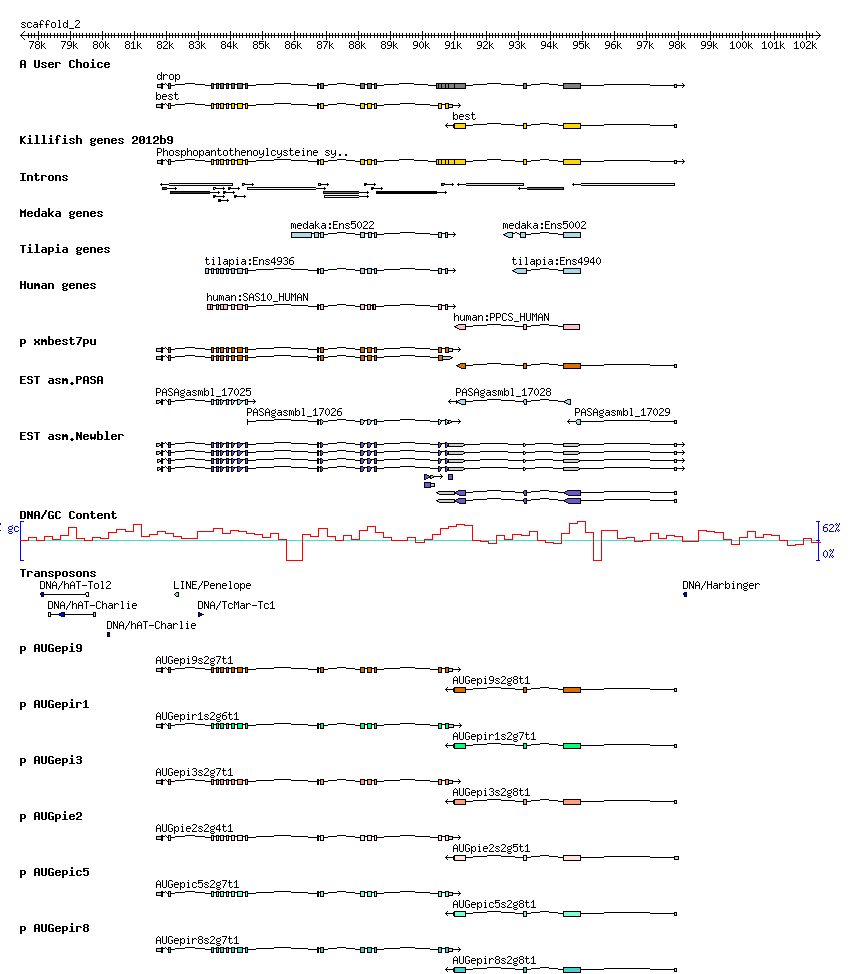 scaffold_2
78k 79k 80k 81k 82k 83k 84k 85k 86k 87k 88k 89k 90k 91k 92k 93k 94k 95k 96k 97k 98k 99k 100k 101k 102k
A User Choice
drop
best
best
Killifish genes 2012b9
Phosphopantothenoylcysteine sy..
Introns
Medaka genes
medaka:Ens5022 medaka:Ens5002
Tilapia genes
tilapia:Ens4936 tilapia:Ens4940
Human genes
human:SAS10_HUMAN
human:PPCS_HUMAN
p xmbest7pu
EST asm.PASA
PASAgasmbl_17025 PASAgasmbl_17028
PASAgasmbl_17026 PASAgasmbl_17029
EST asm.Newbler
DNA/GC Content
% gc 62%
0%
Transposons
DNA/hAT-Tol2 LINE/Penelope DNA/Harbinger
DNA/hAT-Charlie DNA/TcMar-Tc1
DNA/hAT-Charlie
p AUGepi9
AUGepi9s2g7t1
AUGepi9s2g8t1
p AUGepir1
AUGepir1s2g6t1
AUGepir1s2g7t1
p AUGepi3
AUGepi3s2g7t1
AUGepi3s2g8t1
p AUGpie2
AUGpie2s2g4t1
AUGpie2s2g5t1
p AUGepic5
AUGepic5s2g7t1
AUGepic5s2g8t1
p AUGepir8
AUGepir8s2g7t1
AUGepir8s2g8t1